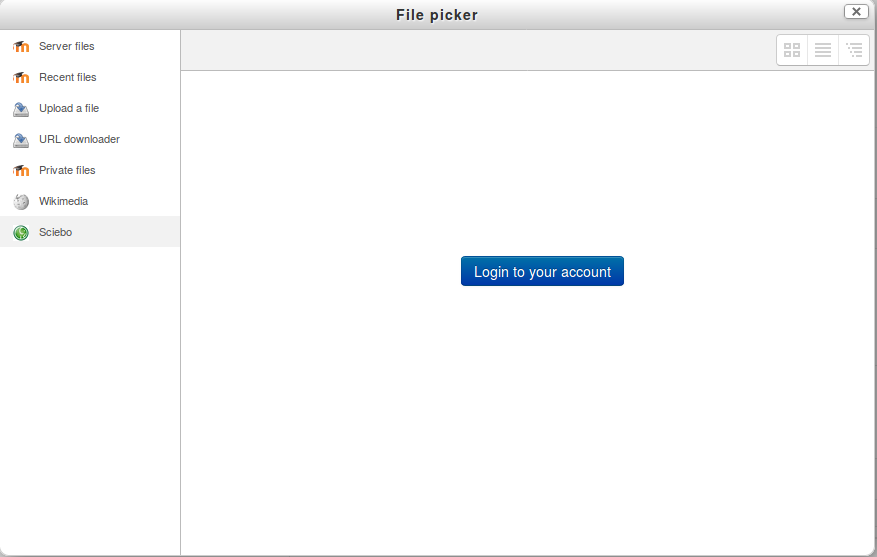 File picker
Server files
Recent files
Upload a file
URL downloader
Private files
Wikimedia
Sciebo
Login to your account